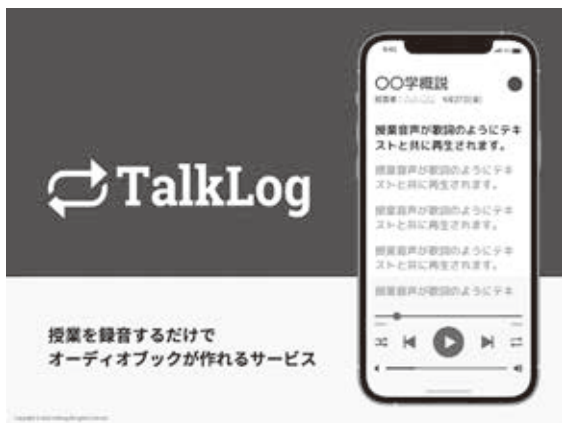 TalkLog
授業を録音するだけで
オーディオブックが作れるサービス
9:41
〇〇学概説
授業音声が歌詞のようにテキ
ストと共に再生されます。
授業音声が歌詞のようにテキ
ストと共に再生されます。
授業音声が歌詞のようにテキ
ストと共に再生されます。
授業音声が歌詞のようにテキ
ストと共に再生されます。
授業音声が歌詞のようにテキ